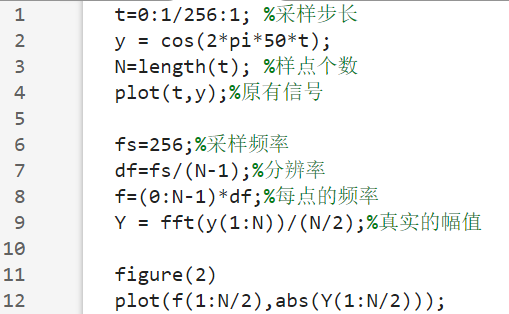 1 t=0:1/256:1; %采样步长
2 y = cos(2*pi*50*t);
3 N=length(t); %样点个数
4 plot(t,y);%原有信号
5
6 fs=256;%采样频率
7 df=fs/(N-1);%分辨率
8 f=(0:N-1)*df;%每点的频率
9 Y = fft(y(1:N))/(N/2);%真实的幅值
10
11 figure(2)
12 plot(f(1:N/2),abs(Y(1:N/2)));